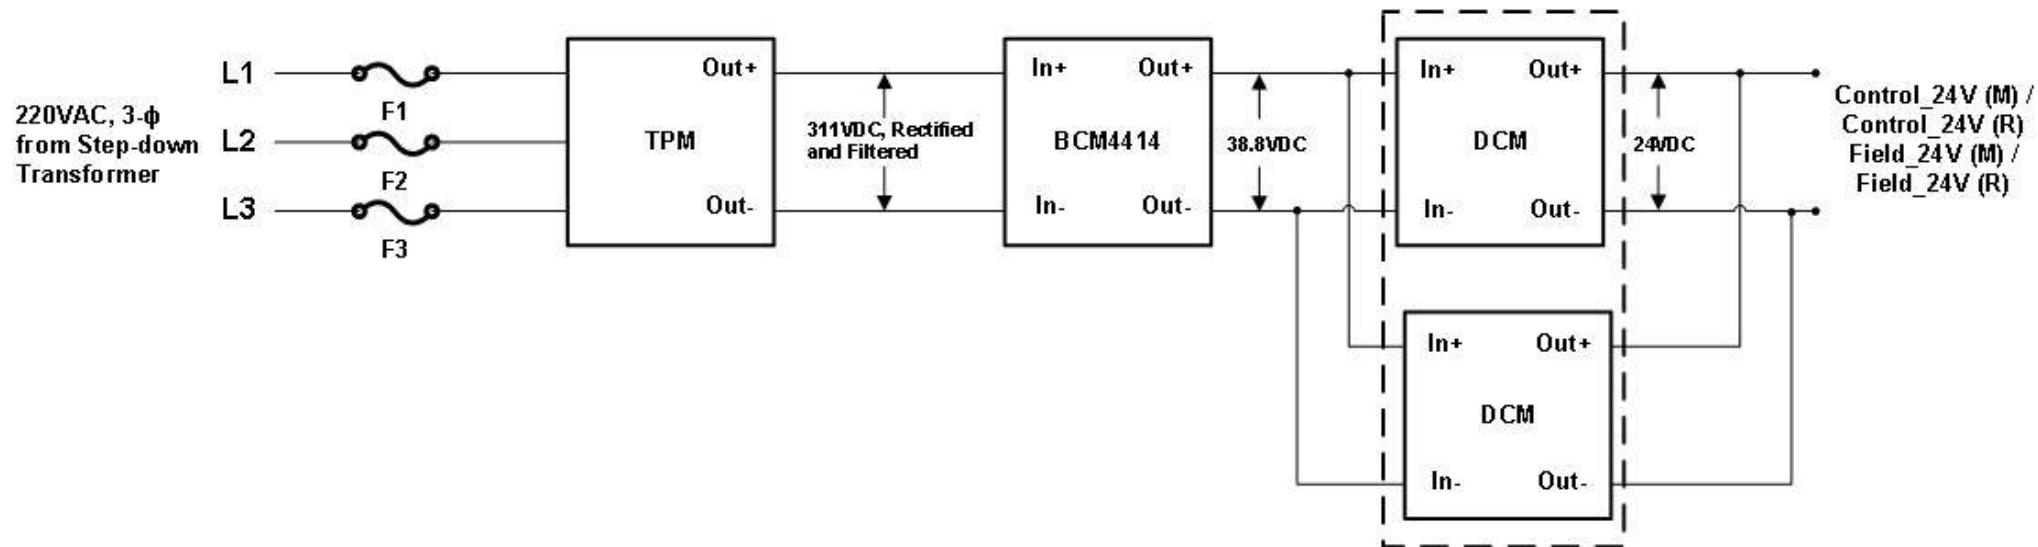 220VAC, 3-ϕ
from Step-down
Transformer
L1
L2
L3
F1
F2
F3
TPM
Out+
Out-
311VDC, Rectified
and Filtered
In+
Out+
BCM4414
In-
Out-
38.8VDC
In+
Out+
DCM
In-
Out-
24VDC
Control_24V (M) /
Control_24V (R)
Field_24V (M) /
Field_24V (R)
In+
Out+
DCM
In-
Out-